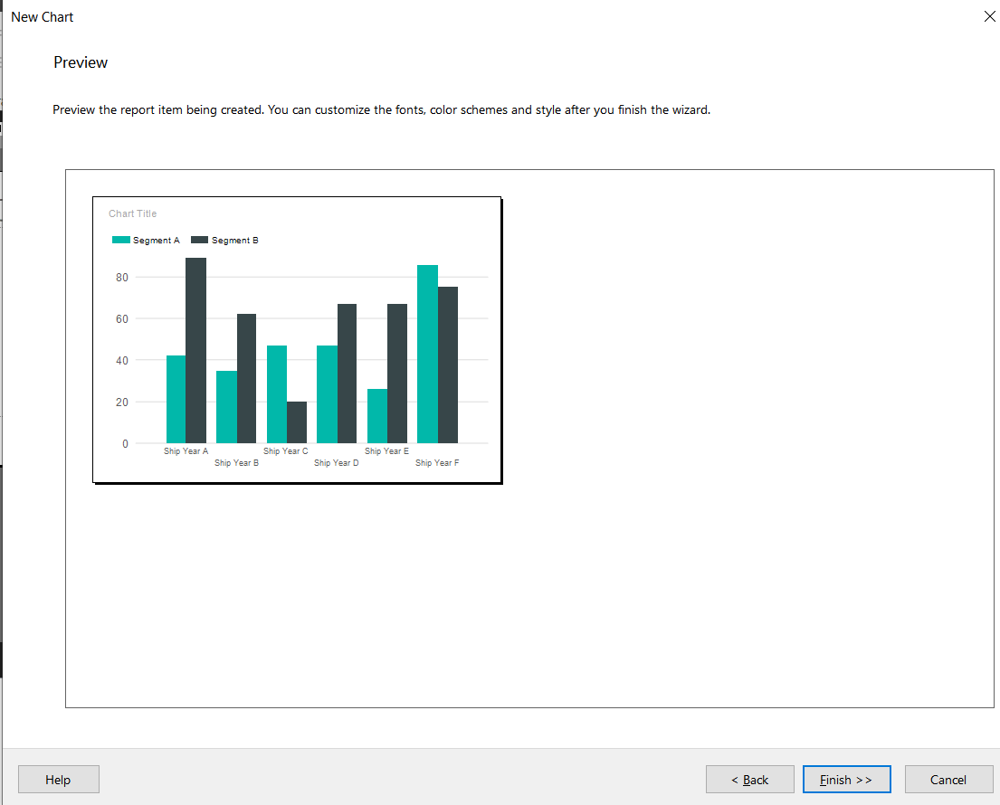 New Chart
Preview
Preview the report item being created. You can customize the fonts, color schemes and style after you finish the wizard.
Chart Title
Segment A Segment B
80
60
40
20
0
Ship Year A Ship Year C Ship Year E
Ship Year B Ship Year D Ship Year F
Help < Back Finish >> Cancel